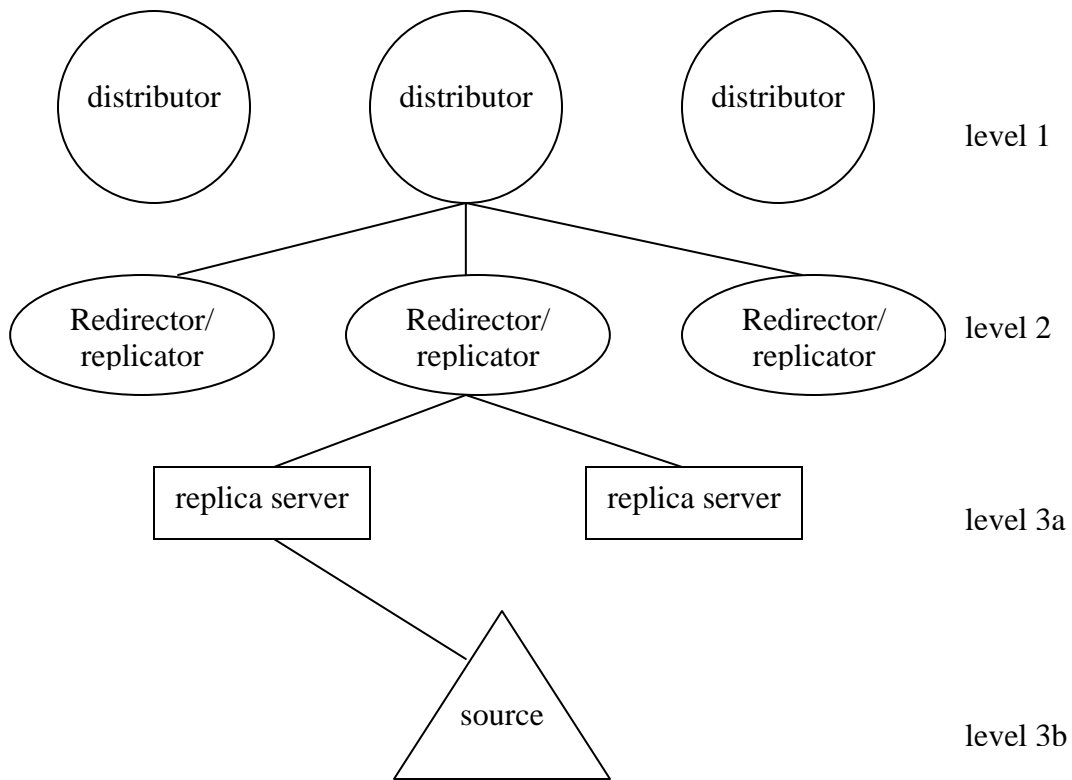 distributor distributor distributor
level 1
Redirector/ Redirector/ Redirector/
replicator replicator replicator
level 2
replica server replica server
level 3a
source
level 3b